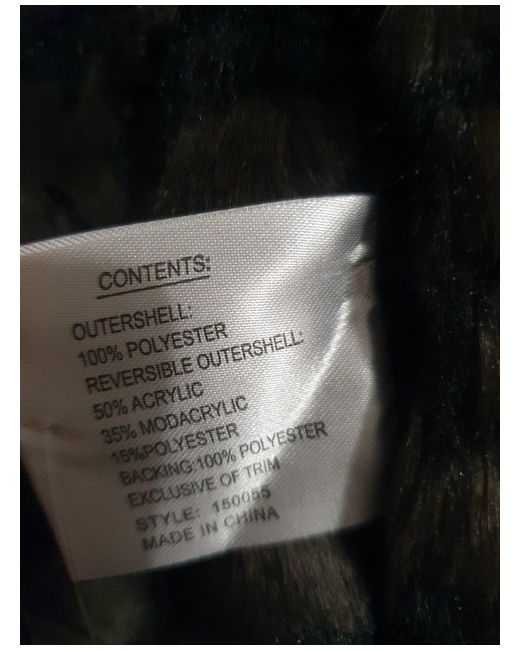 CONTENTS:
OUTERSHELL:
100% POLYESTER
REVERSIBLE OUTERSHELL:
50% ACRYLIC
35% MODACRYLIC
15%POLYESTER
BACKING:100% POLYESTER
EXCLUSIVE OF TRIM
STYLE: 150055
MADE IN CHINA